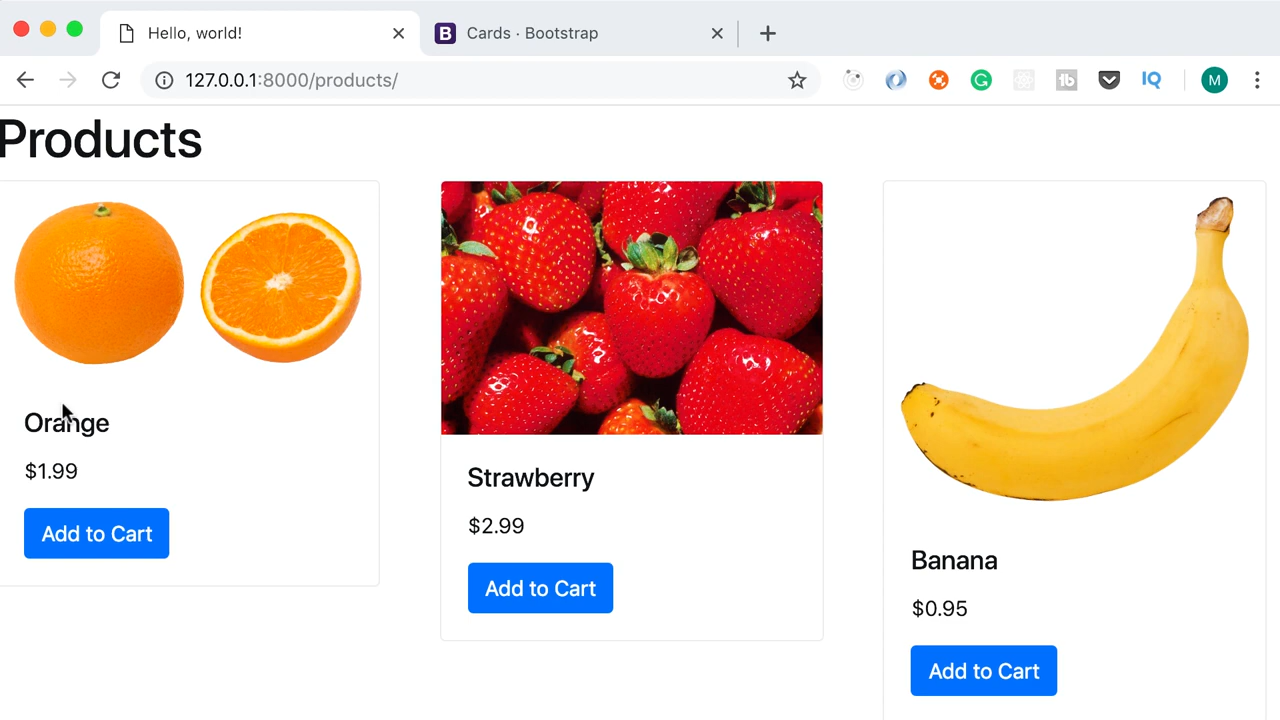 Hello, world!
B Cards · Bootstrap
127.0.0.1:8000/products/
IQ
M
Products
Orange
$1.99
Add to Cart
Strawberry
$2.99
Add to Cart
Banana
$0.95
Add to Cart